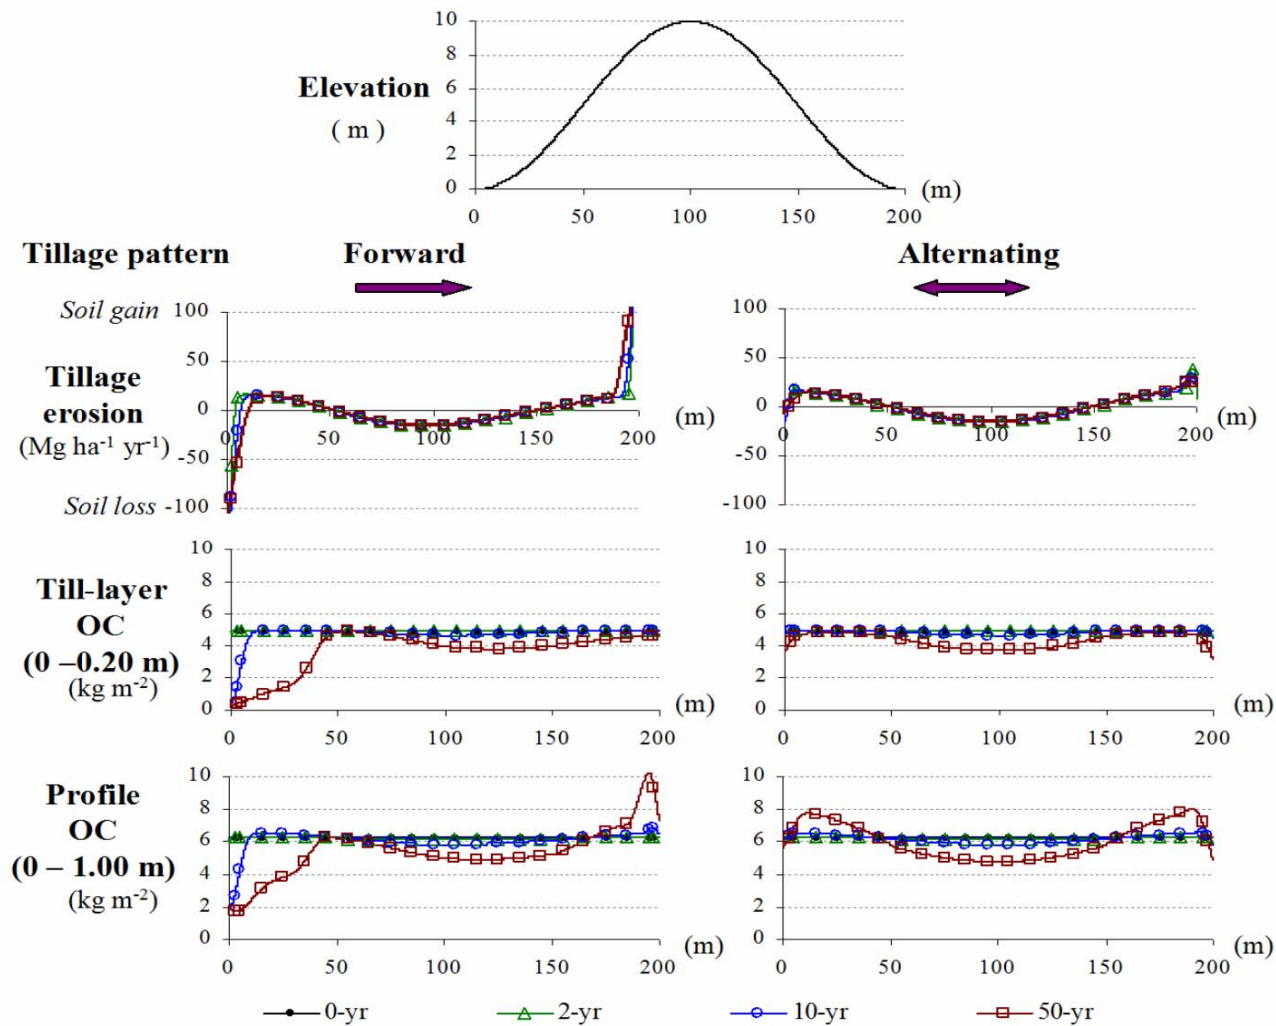 10
8
Elevation
6
( m )
4
2
0
(m)
0 50 100 150 200
Tillage pattern Forward Alternating
Soil gain 100 100
50 50
Tillage
erosion
(Mg ha-1 yr-1)
0 0
0 50 100 150 200 (m) 0 50 100 150 200 (m)
-50 -50
Soil loss -100 -100
10 10
8 8
Till-layer
OC
(0 –0.20 m)
(kg m-2)
6 6
4 4
2 2
0 (m) 0 (m)
0 50 100 150 200 0 50 100 150 200
10 10
Profile
OC
(0 – 1.00 m)
(kg m-2)
8 8
6 6
4 4
2 2
0 (m) 0 (m)
0 50 100 150 200 0 50 100 150 200
0-yr 2-yr 10-yr 50-yr